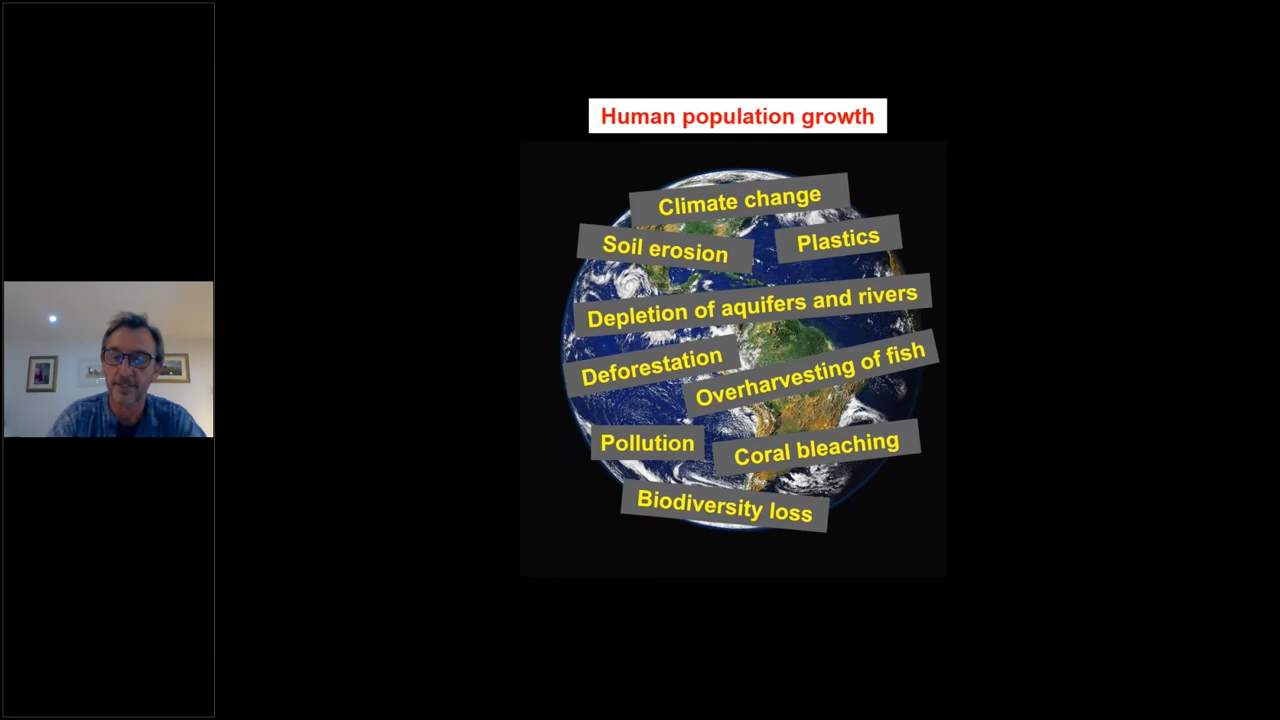 Human population growth
Climate change
Soil erosion
Plastics
Depletion of aquifers and rivers
Deforestation
Overharvesting of fish
Pollution
Coral bleaching
Biodiversity loss